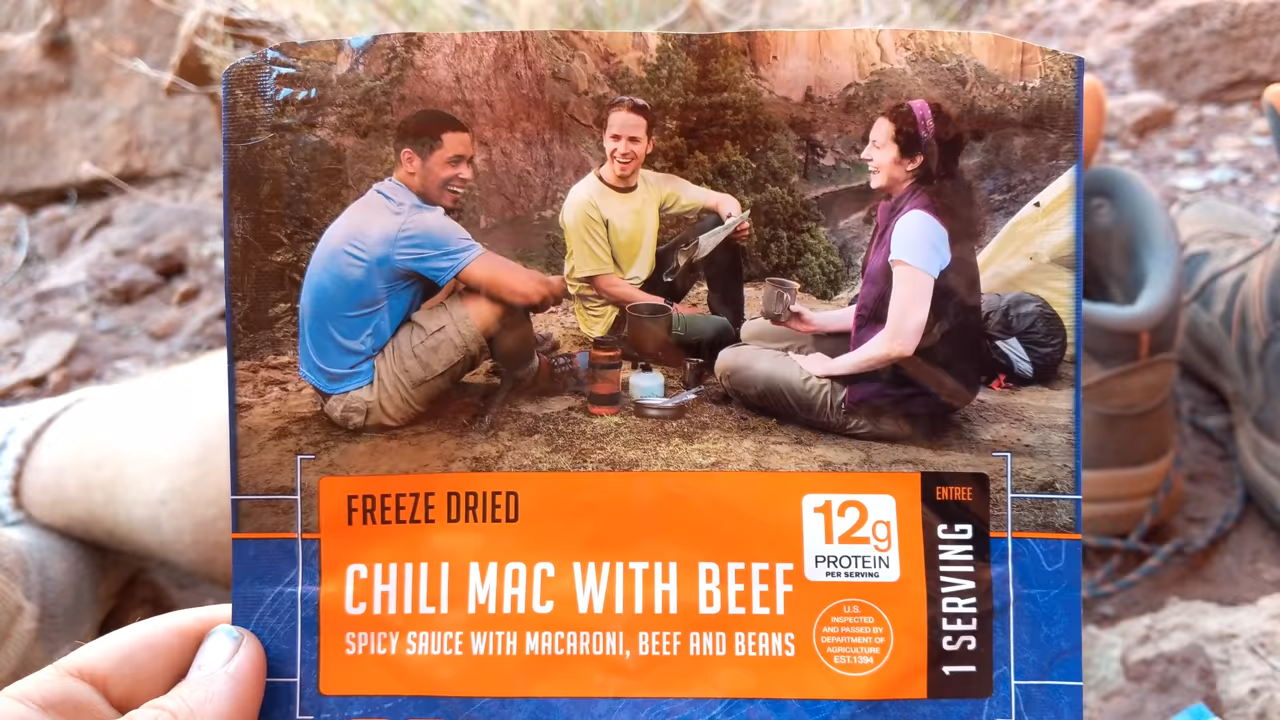 FREEZE DRIED
CHILI MAC WITH BEEF
SPICY SAUCE WITH MACARONI, BEEF AND BEANS
12g
PROTEIN
PER SERVING
U.S.
INSPECTED
AND PASSED BY
DEPARTMENT OF
AGRICULTURE
EST.1394
ENTREE
1 SERVING